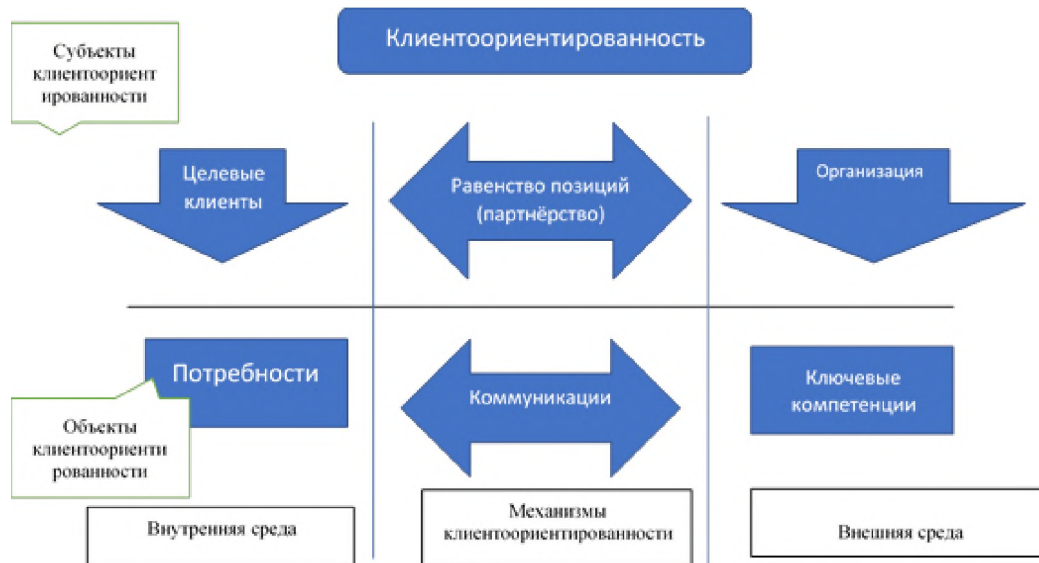 Клиентоориентированность
Субъекты
клиентоориент
ированности
Целевые
клиенты
Равенство позиций
(партнёрство)
Организация
Потребности
Коммуникации
Ключевые
компетенции
Объекты
клиентоориенти
рованности
Внутренняя среда
Механизмы
клиентоориентированности
Внешняя среда